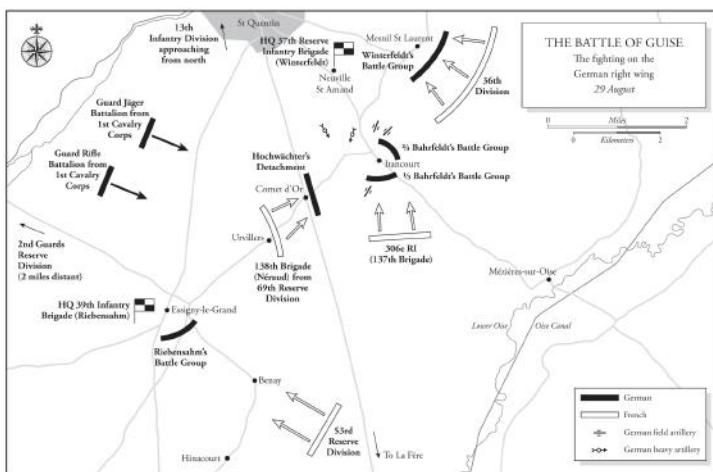 St Quentin
13th
Infantry Division
approaching
from north
HQ 37th Reserve
Infantry Brigade
(Winterfeldt)
Mesnil St Laurent
Winterfeldt's
Battle Group
Neuville
St Amand
36th
Division
THE BATTLE OF GUISE
The fighting on the
German right wing
29 August
0 Miles 2
0 Kilometers 2
Guard Jäger
Battalion from
1st Cavalry
Corps
Guard Rifle
Battalion from
1st Cavalry
Corps
Hochwächter's
Detachment
Cornet d'Or
⅔ Bahrfeldt's Battle Group
Itancourt
⅓ Bahrfeldt's Battle Group
Urvillers
2nd Guards
Reserve
Division
(2 miles distant)
138th Brigade
(Néraud) from
69th Reserve
Division
306e RI
(137th Brigade)
Mézières-sur-Oise
HQ 39th Infantry
Brigade (Riebensahm)
Essigny-le-Grand
Lower Oise
Oise Canal
Riebensahm's
Battle Group
Benay
53rd
Reserve
Division
Hinacourt
To La Fère
German
French
German field artillery
German heavy artillery